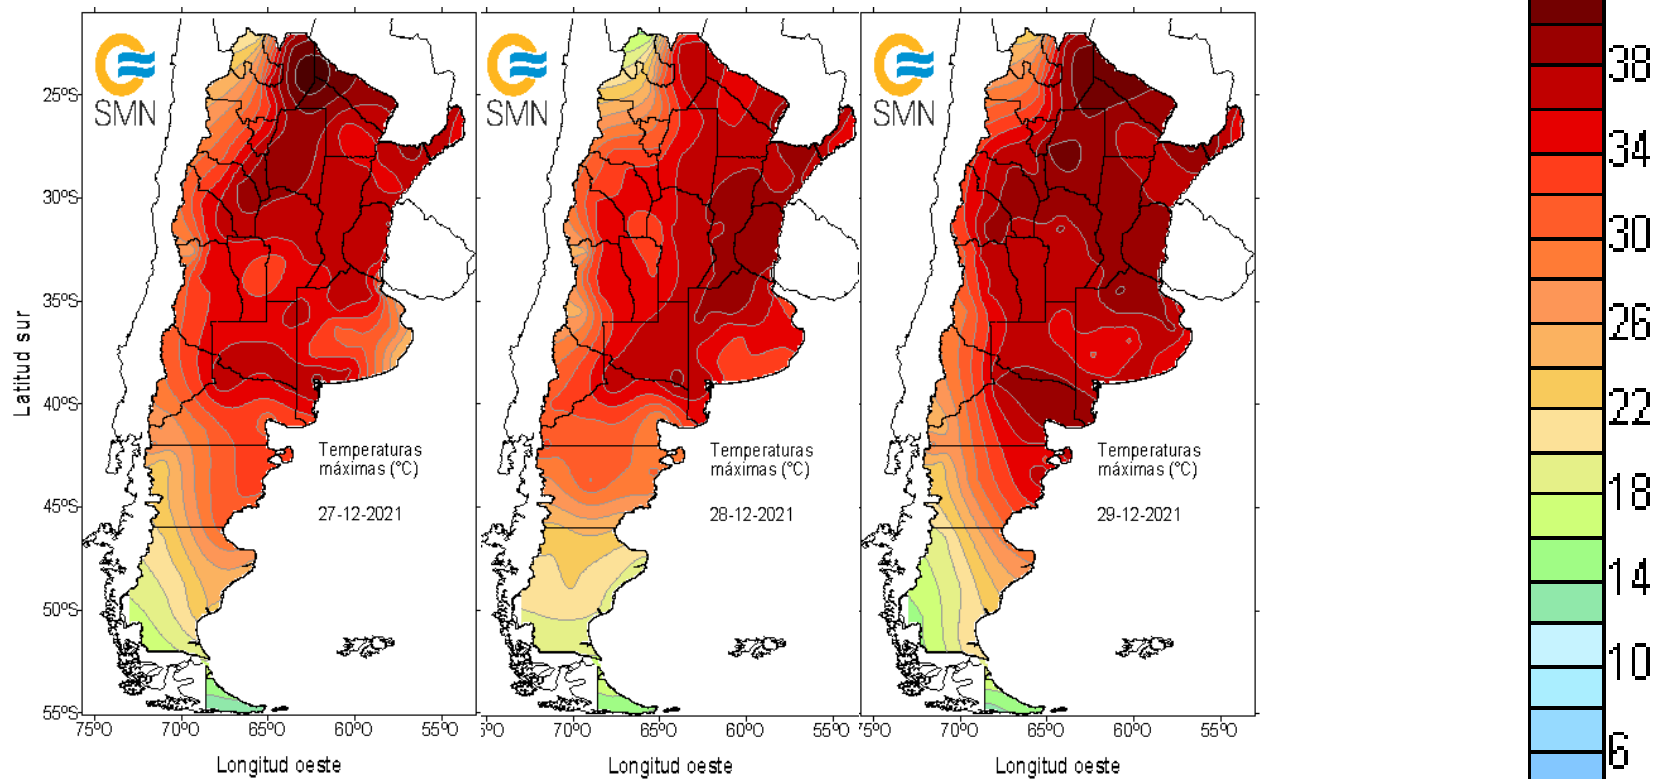 SMN
SMN
SMN
25ºS
30ºS
35ºS
40ºS
45ºS
50ºS
55ºS
Latitud sur
Temperaturas
máximas (°C)
27-12-2021
Temperaturas
máximas (°C)
28-12-2021
Temperaturas
máximas (°C)
29-12-2021
75ºO 70ºO 65ºO 60ºO 55ºO
5ºO 70ºO 65ºO 60ºO 55ºO
75ºO 70ºO 65ºO 60ºO 55ºO
Longitud oeste
Longitud oeste
Longitud oeste
38
34
30
26
22
18
14
10
6